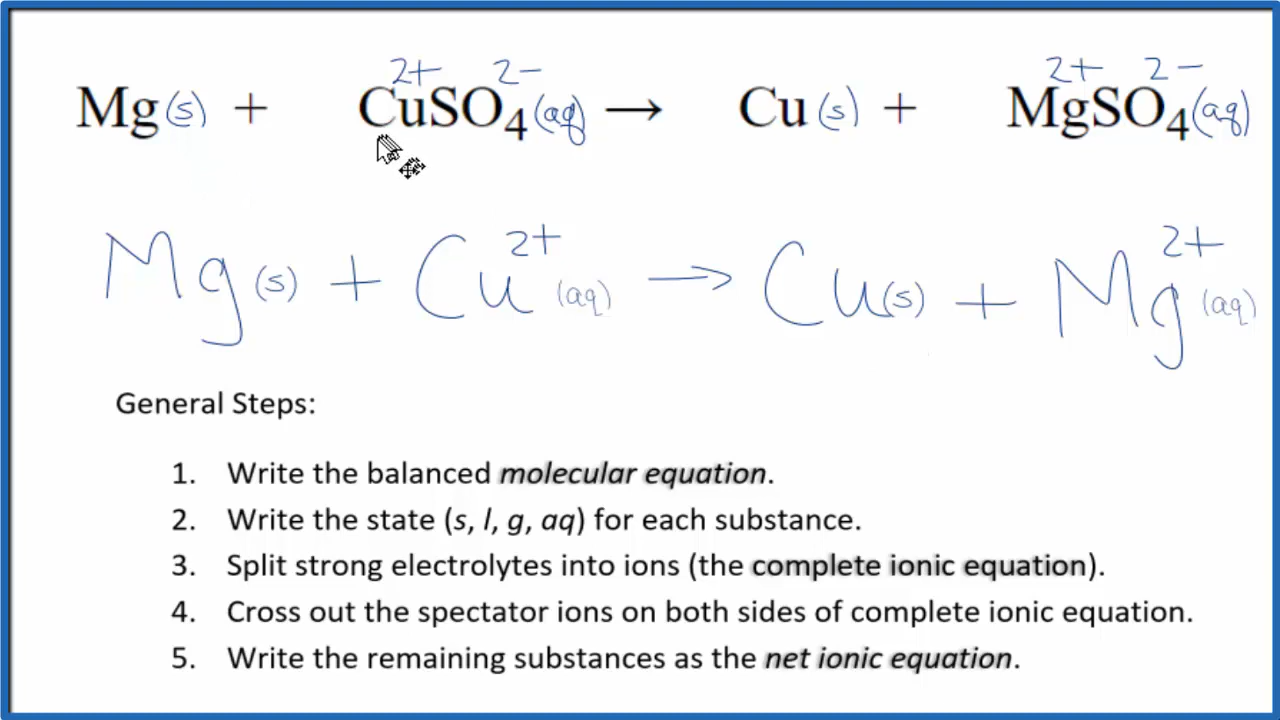 Mg(s) + CuSO₄(aq) → Cu(s) + MgSO₄(aq)
2+ 2− 2+ 2−
Mg(s) + Cu²⁺(aq) → Cu(s) + Mg²⁺(aq)
General Steps:
1. Write the balanced molecular equation.
2. Write the state (s, l, g, aq) for each substance.
3. Split strong electrolytes into ions (the complete ionic equation).
4. Cross out the spectator ions on both sides of complete ionic equation.
5. Write the remaining substances as the net ionic equation.